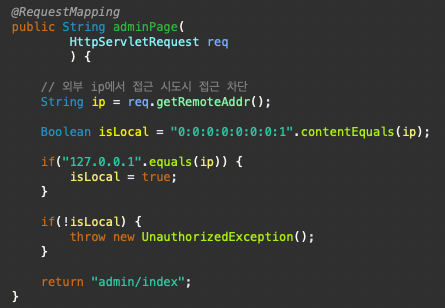 @RequestMapping
public String adminPage(
HttpServletRequest req
) {
// 외부 ip에서 접근 시도시 접근 차단
String ip = req.getRemoteAddr();
Boolean isLocal = "0:0:0:0:0:0:0:1".contentEquals(ip);
if("127.0.0.1".equals(ip)) {
isLocal = true;
}
if(!isLocal) {
throw new UnauthorizedException();
}
return "admin/index";
}